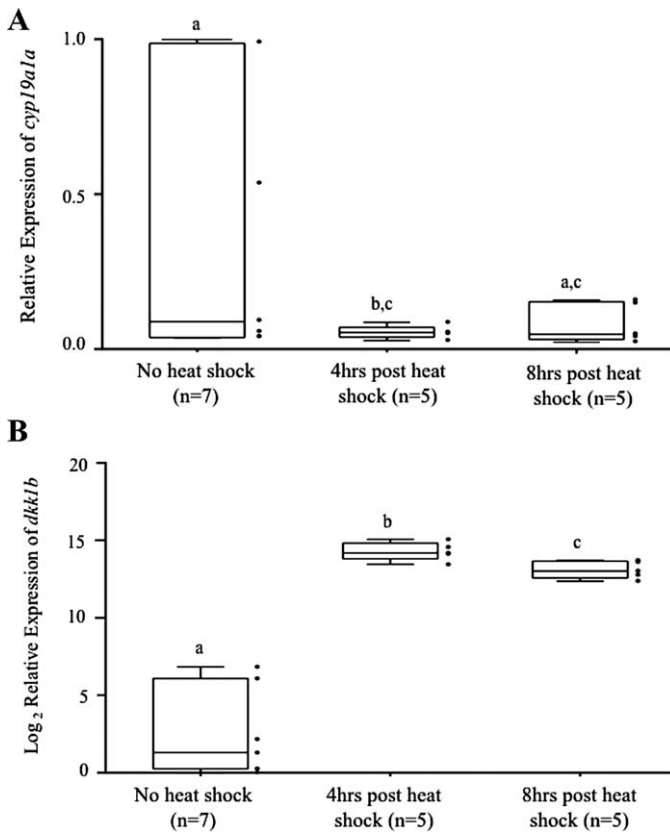 A
Relative Expression of cyp19a1a
1.0
0.5
0.0
a
b,c
a,c
No heat shock
(n=7)
4hrs post heat
shock (n=5)
8hrs post heat
shock (n=5)
B
Log 2 Relative Expression of dkk1b
20
15
10
5
0
a
b
c
No heat shock
(n=7)
4hrs post heat
shock (n=5)
8hrs post heat
shock (n=5)